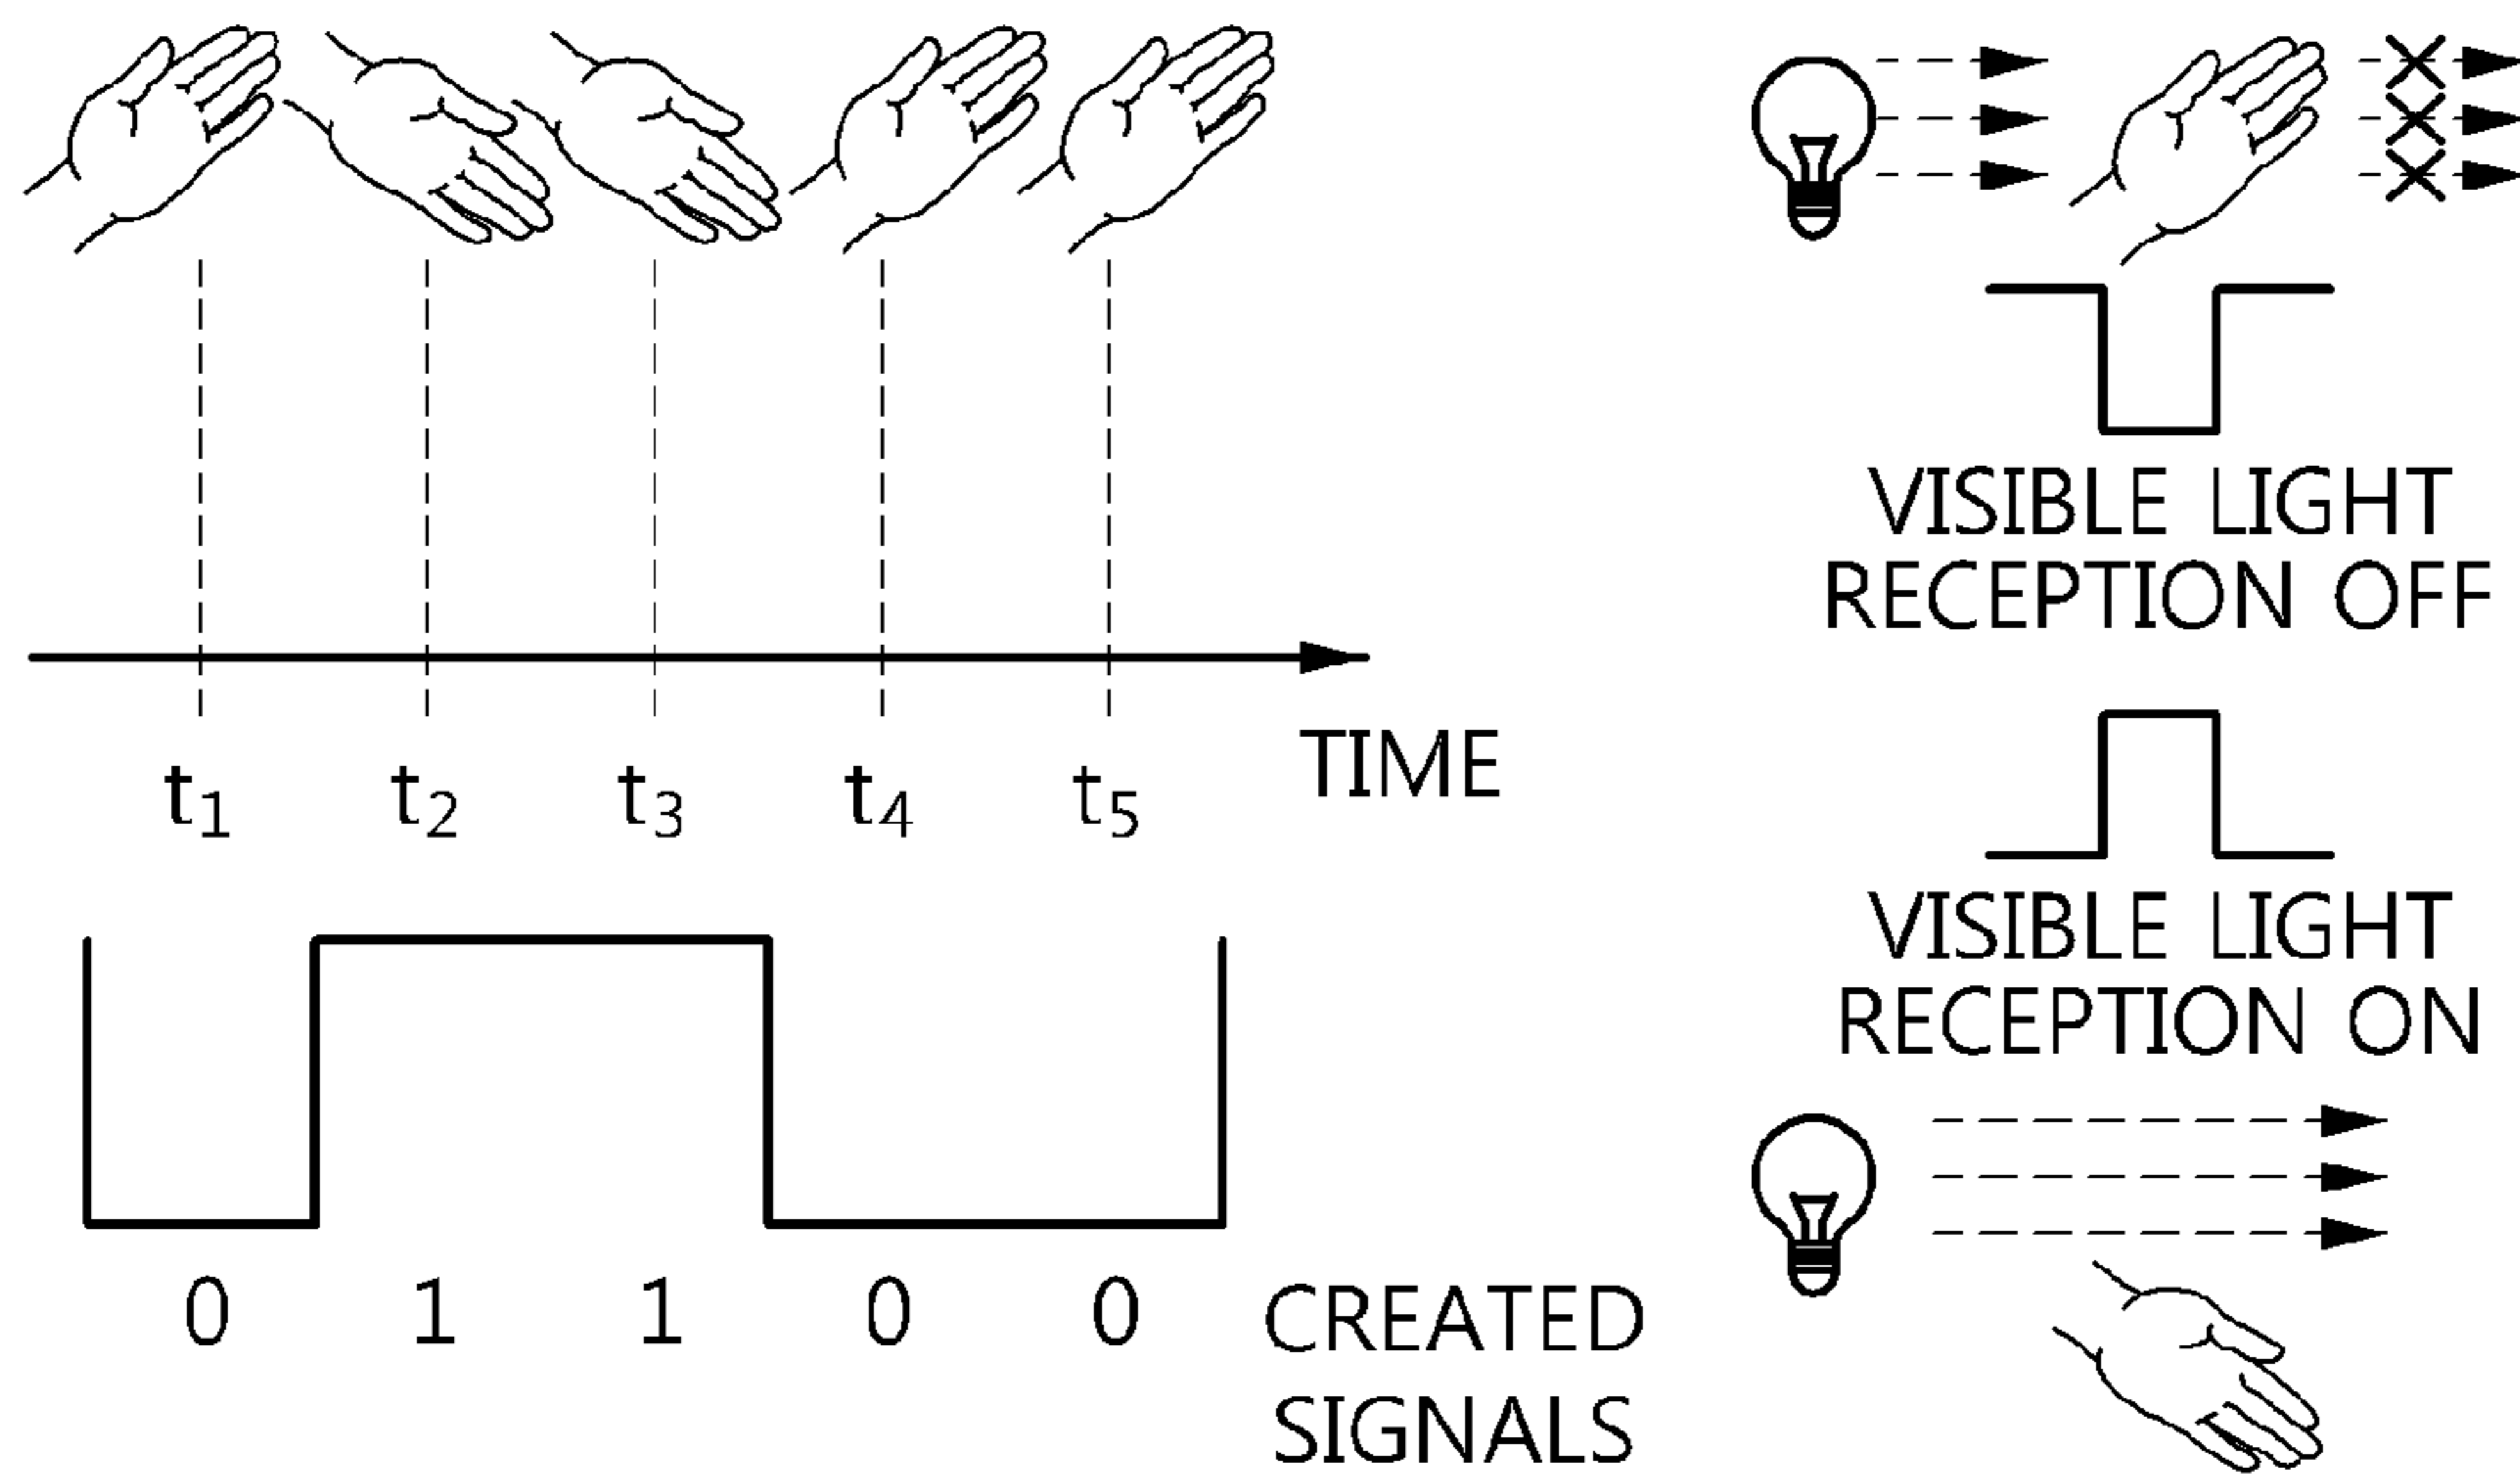 t1 t2 t3 t4 t5 TIME
0 1 1 0 0 CREATED
SIGNALS
VISIBLE LIGHT
RECEPTION OFF
VISIBLE LIGHT
RECEPTION ON